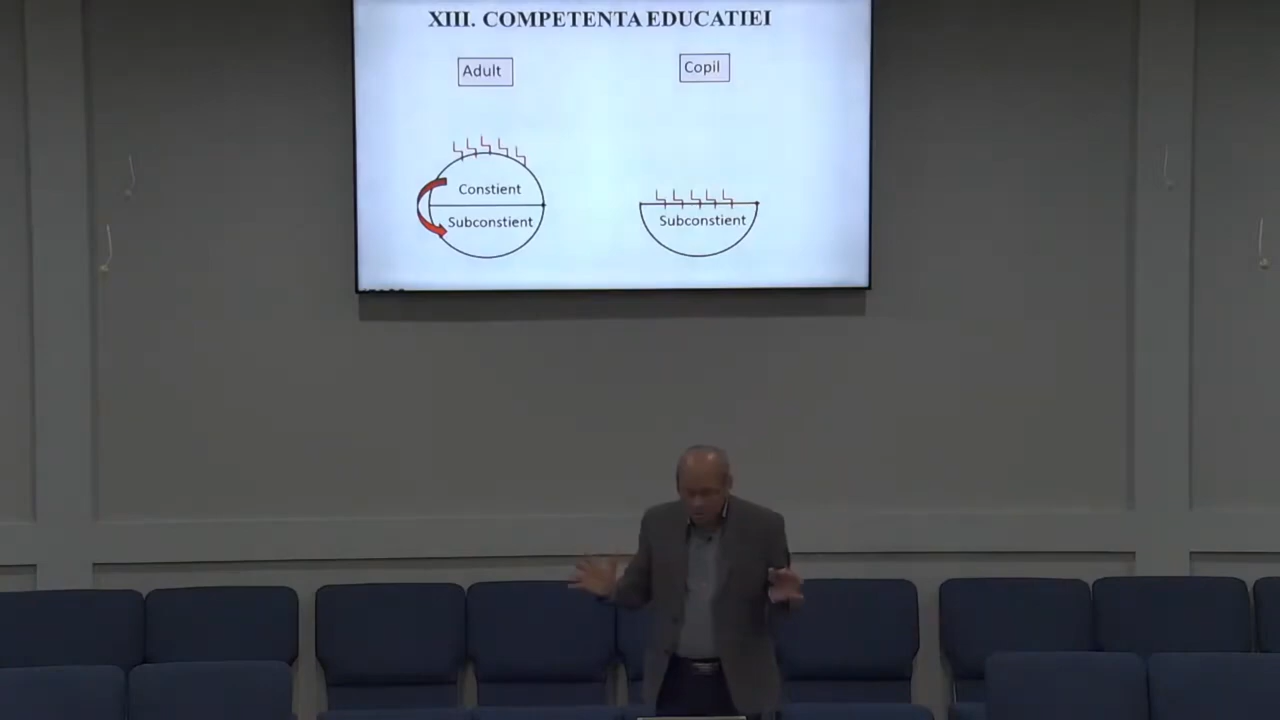 XIII. COMPETENTA EDUCATIEI
Adult
Copil
Constient
Subconstient
Subconstient